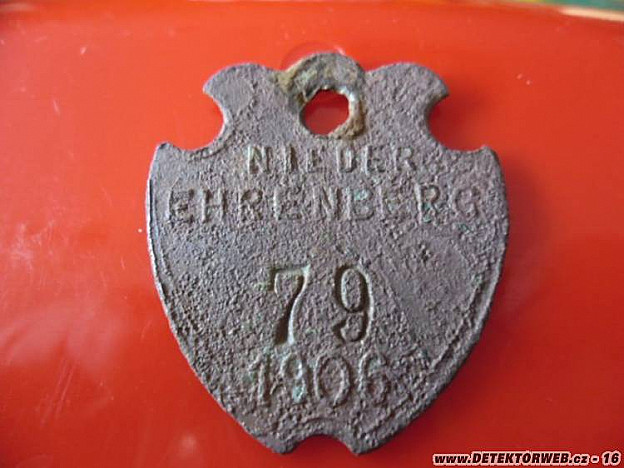 NIEDER
EHRENBERG
79
1906
www.DETEKTORWEB.cz - 16